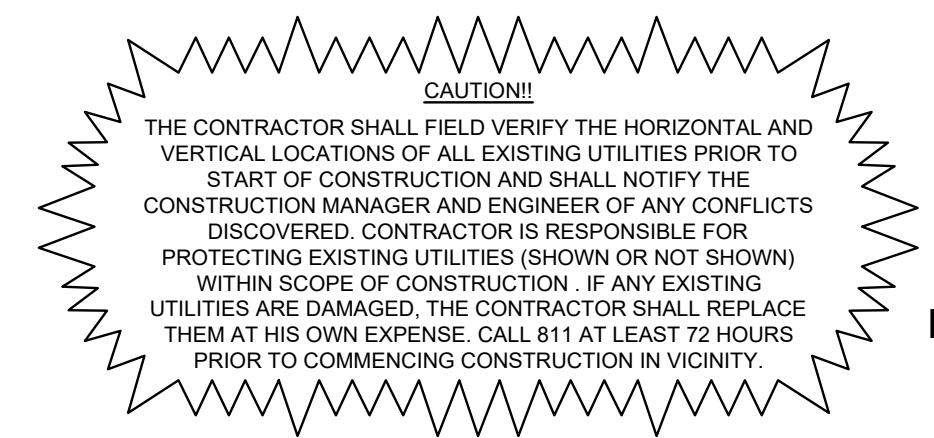 CAUTION!!
THE CONTRACTOR SHALL FIELD VERIFY THE HORIZONTAL AND
VERTICAL LOCATIONS OF ALL EXISTING UTILITIES PRIOR TO
START OF CONSTRUCTION AND SHALL NOTIFY THE
CONSTRUCTION MANAGER AND ENGINEER OF ANY CONFLICTS
DISCOVERED. CONTRACTOR IS RESPONSIBLE FOR
PROTECTING EXISTING UTILITIES (SHOWN OR NOT SHOWN)
WITHIN SCOPE OF CONSTRUCTION . IF ANY EXISTING
UTILITIES ARE DAMAGED, THE CONTRACTOR SHALL REPLACE
THEM AT HIS OWN EXPENSE. CALL 811 AT LEAST 72 HOURS
PRIOR TO COMMENCING CONSTRUCTION IN VICINITY.